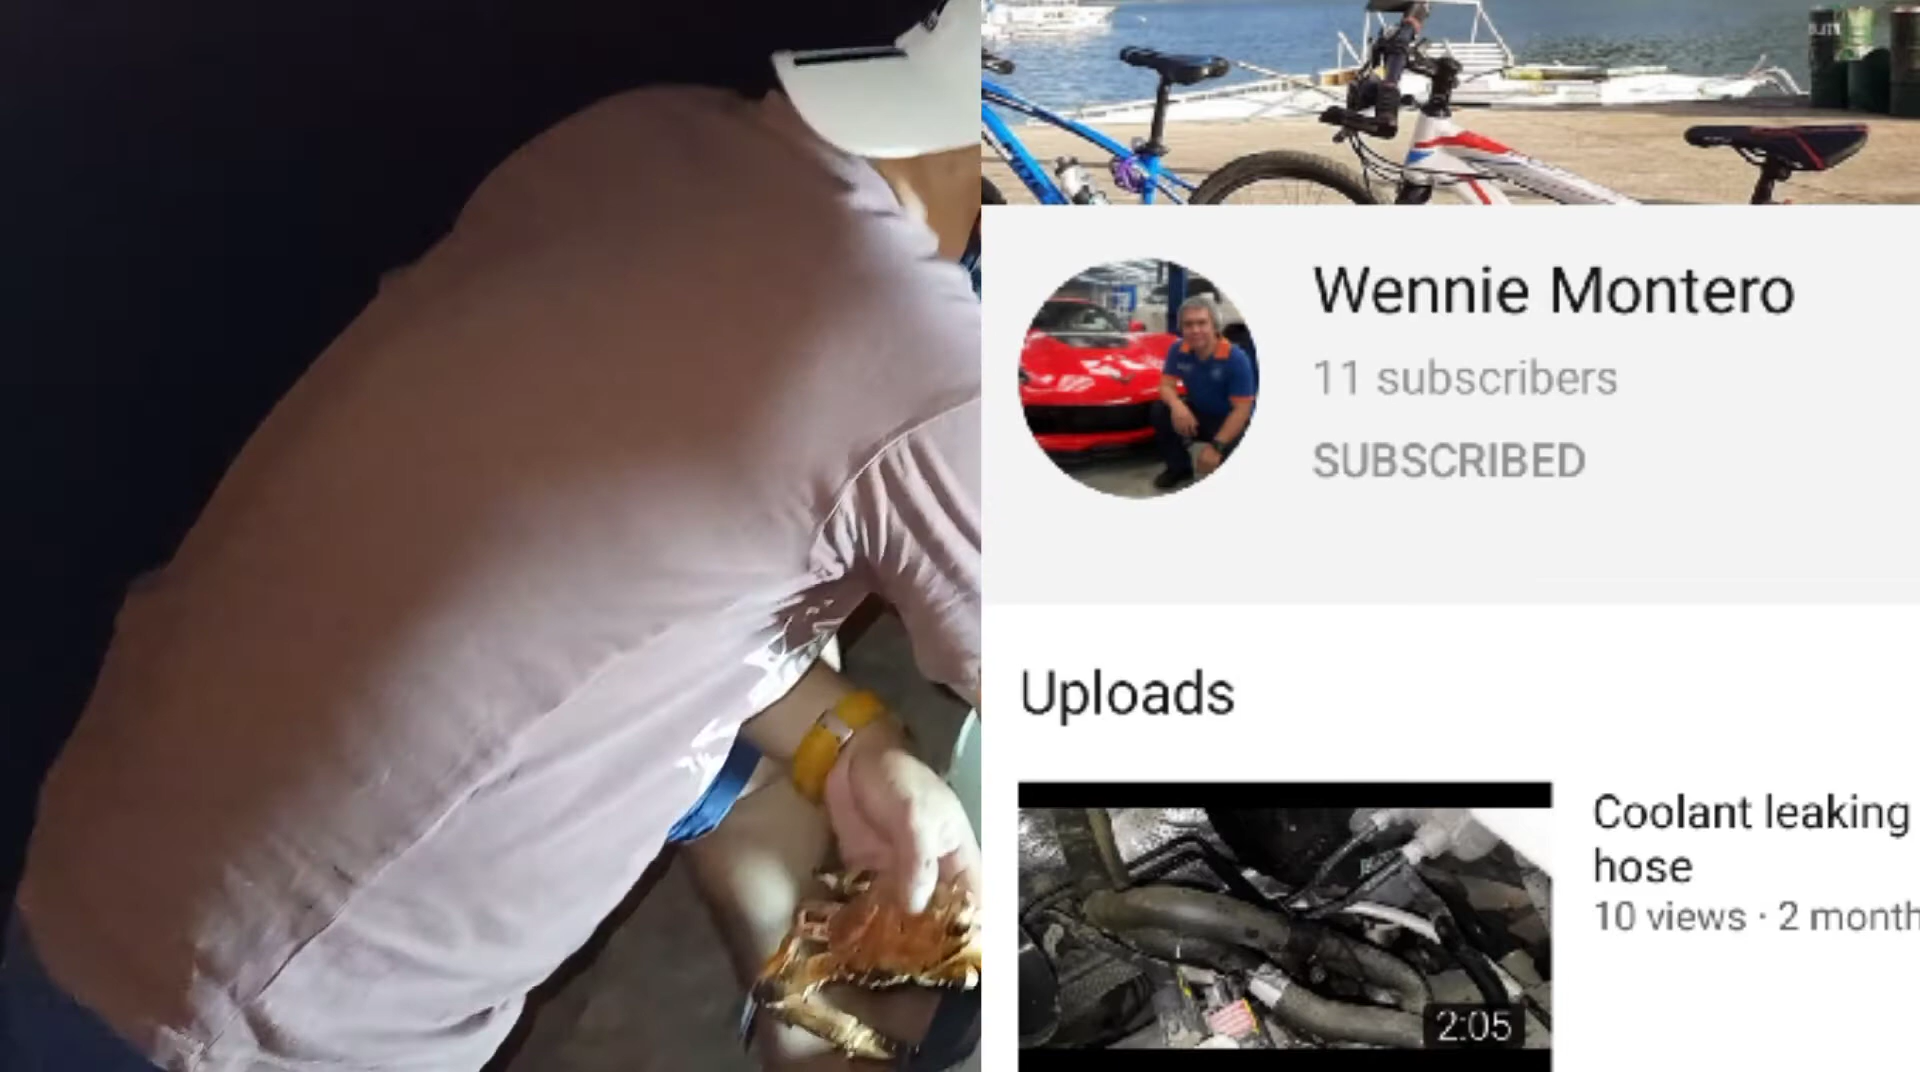 Wennie Montero
11 subscribers
SUBSCRIBED
Uploads
Coolant leaking
hose
10 views · 2 month
2:05